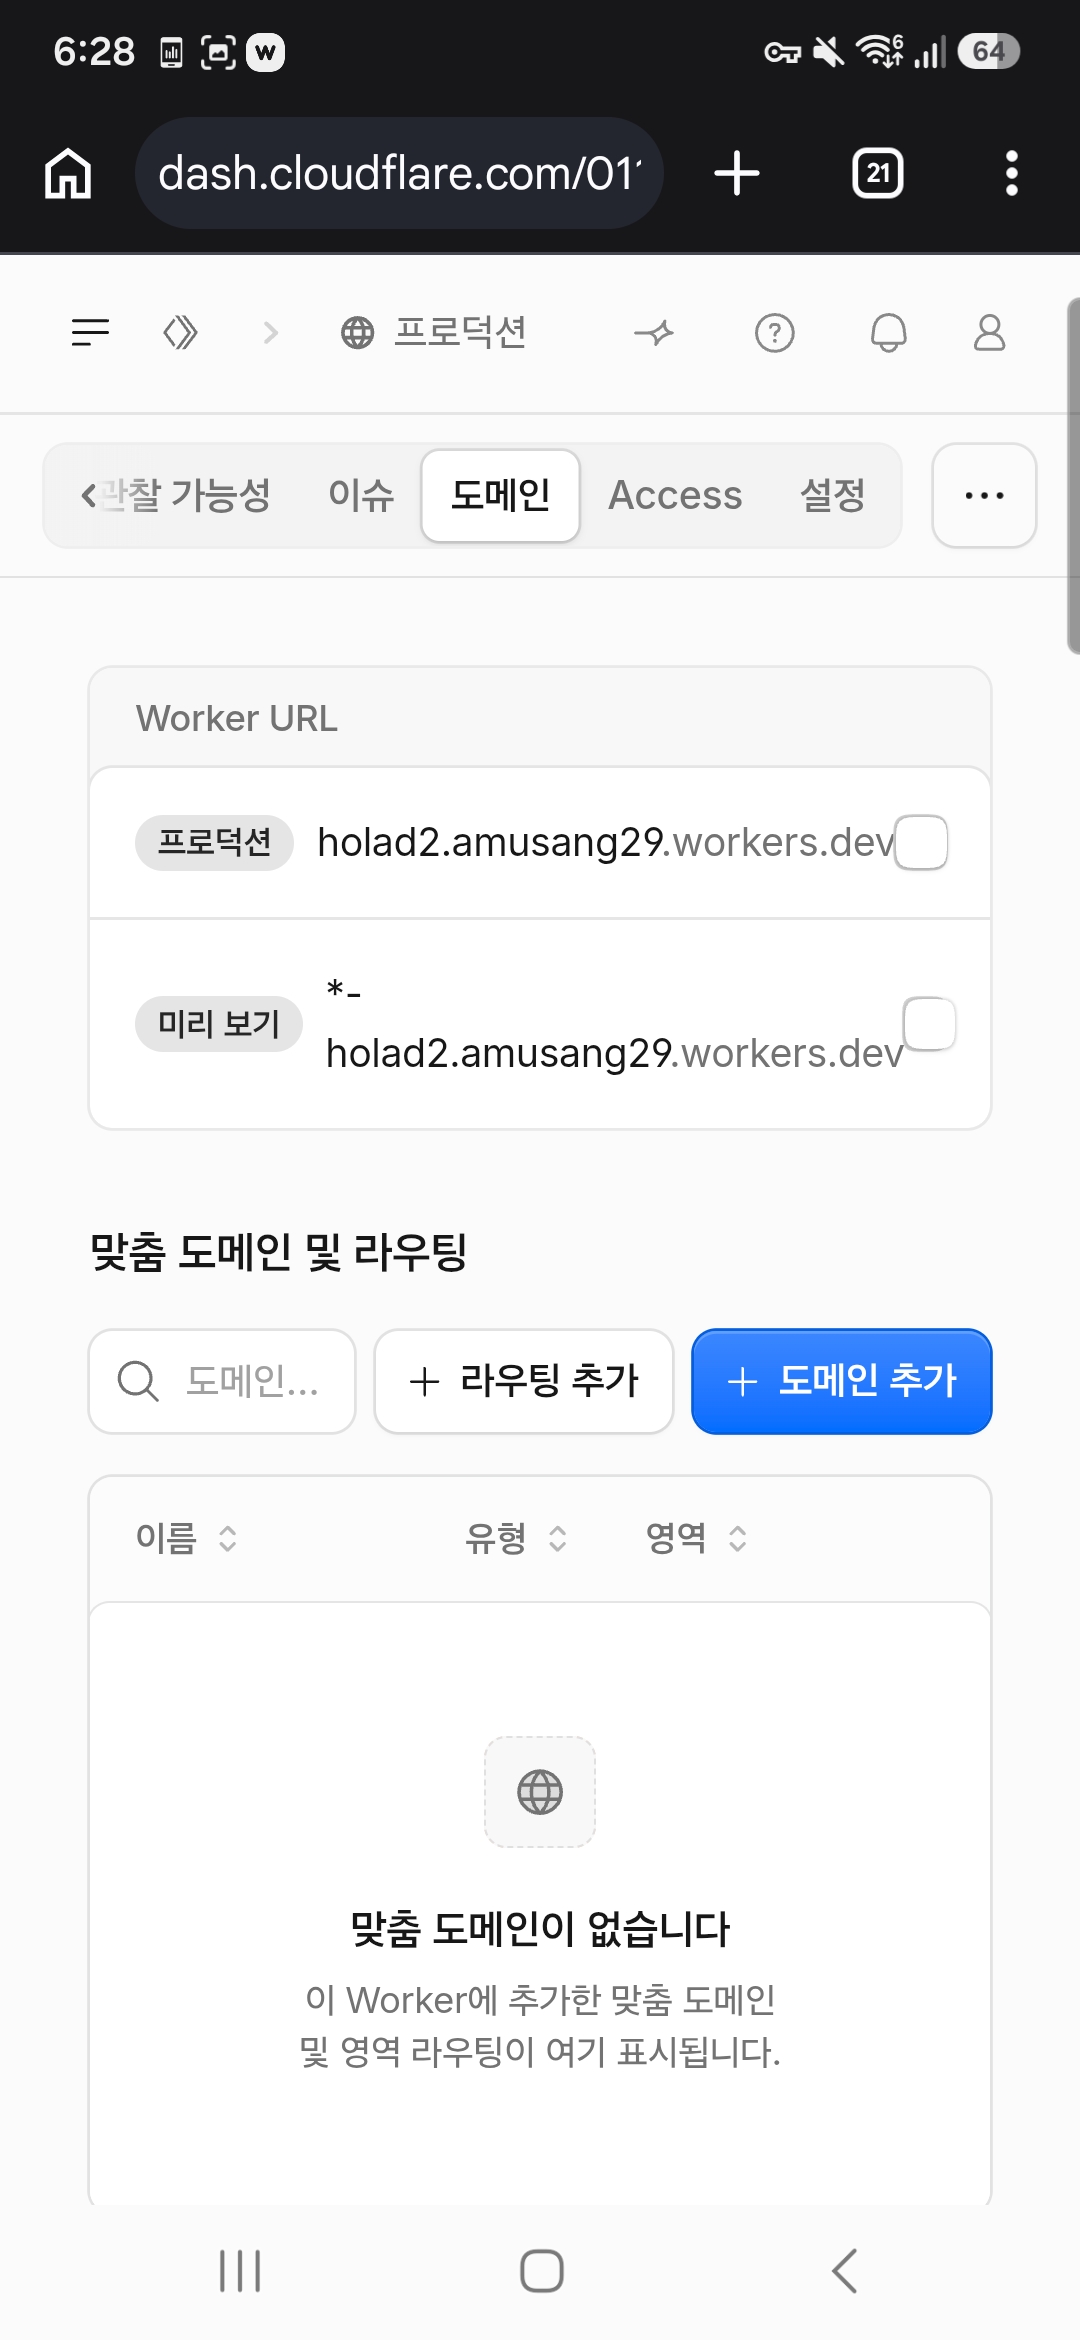 6:28
6
64
dash.cloudflare.com/01
21
프로덕션
관찰 가능성
이슈
도메인
Access
설정
Worker URL
프로덕션
holad2.amusang29.workers.dev
미리 보기
*-
holad2.amusang29.workers.dev
맞춤 도메인 및 라우팅
도메인...
+ 라우팅 추가
+ 도메인 추가
이름
유형
영역
맞춤 도메인이 없습니다
이 Worker에 추가한 맞춤 도메인
및 영역 라우팅이 여기 표시됩니다.